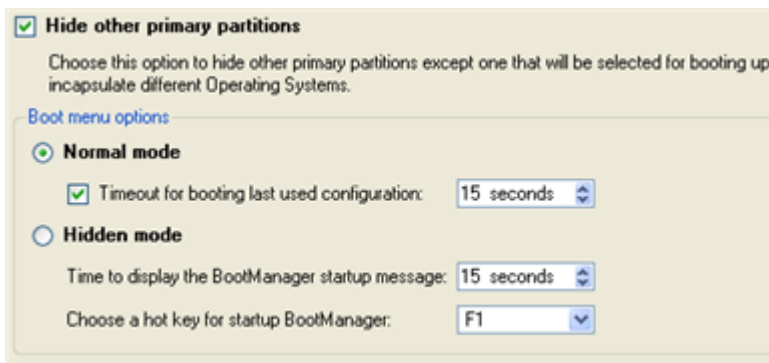 Hide other primary partitions
Choose this option to hide other primary partitions except one that will be selected for booting up
incapsulate different Operating Systems.
Boot menu options
Normal mode
Timeout for booting last used configuration: 15 seconds
Hidden mode
Time to display the BootManager startup message: 15 seconds
Choose a hot key for startup BootManager: F1